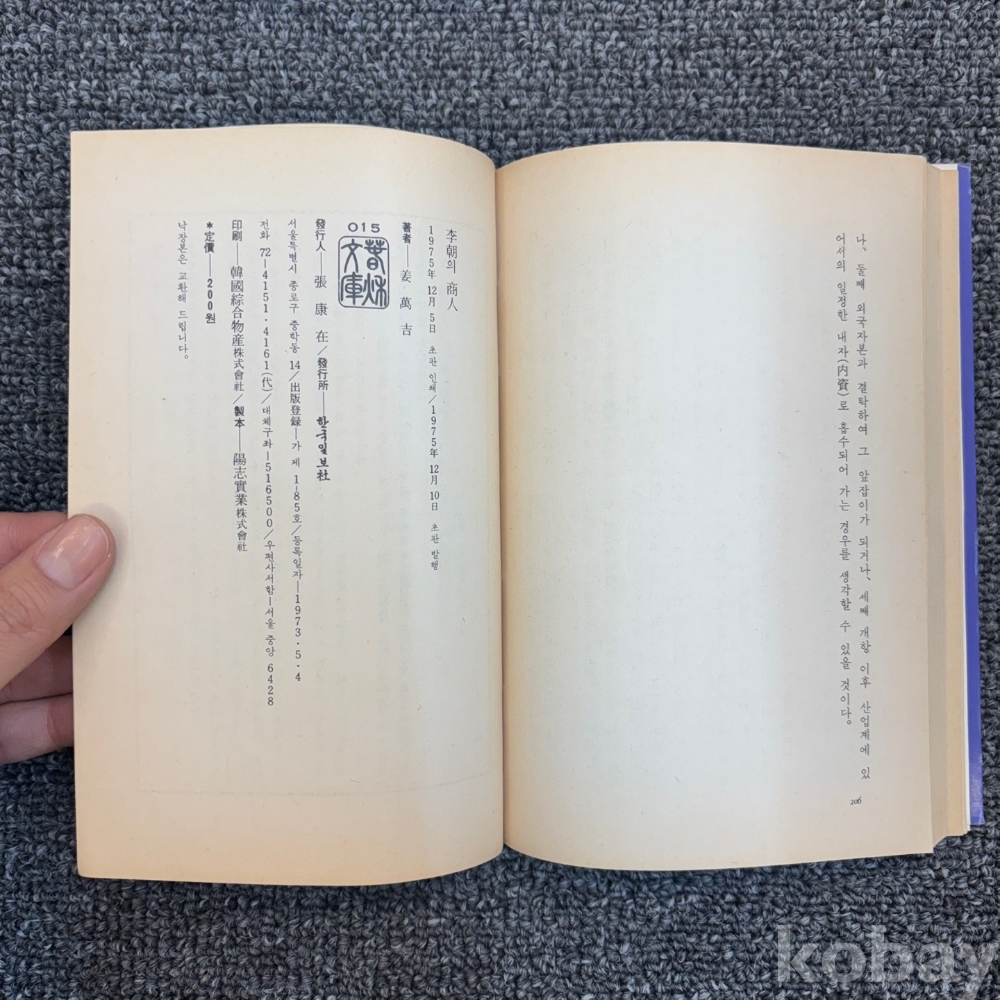 나、 둘째 외국자본과 결탁하여 그 앞잡이가 되거나、 세째 개항 이후 산업계에 있
어서의 일정한 내자(內資)로 흡수되어 가는 경우를 생각할 수 있을 것이다。
206
李朝의 商人
1975年 12月 5日 초판 인쇄/1975年 12月 10日 초판 발행
著者—姜 萬 吉
015
春秋文庫
發行人—張 康 在/發行所—한국일보社
서울특별시 종로구 중학동 14/出版登録—가 제 1-85호/등록일자—1973·5·4
전화 72-4151·4161(代)/대체구좌—516500/우편사서함—서울 중앙 6428
印刷—韓國綜合物産株式會社/製本—陽志實業株式會社
*定價—200원
낙장본은 교환해 드립니다。
kobay